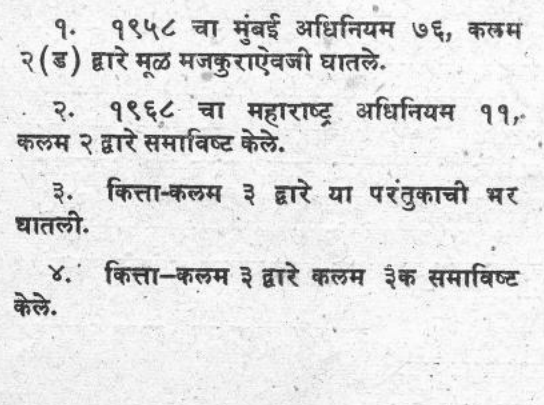 १. १९५८ चा मुंबई अधिनियम ७६, कलम
२(ड) द्वारे मूळ मजकुराऐवजी घातले.
२. १९६८ चा महाराष्ट्र अधिनियम ११,
कलम २ द्वारे समाविष्ट केले.
३. कित्ता-कलम ३ द्वारे या परंतुकाची भर
घातली.
४. कित्ता–कलम ३ द्वारे कलम ३क समाविष्ट
केले.